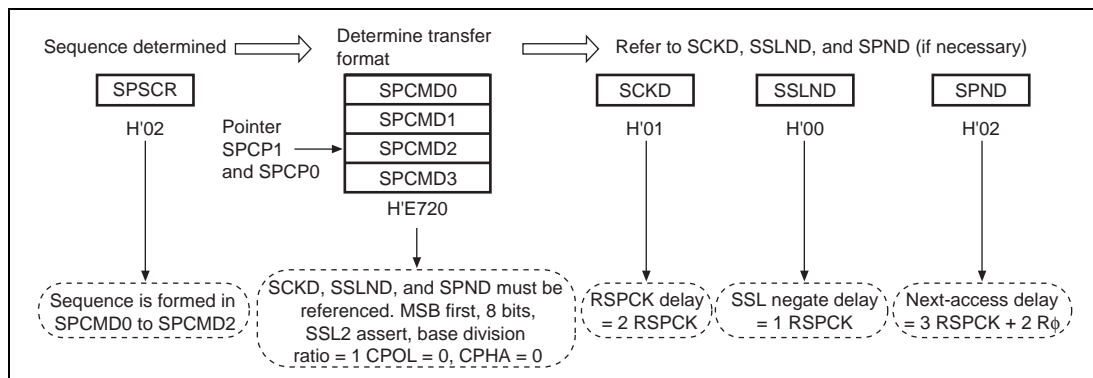 Sequence determined
Determine transfer
format
Refer to SCKD, SSLND, and SPND (if necessary)
SPSCR
H'02
Pointer
SPCP1
and SPCP0
SPCMD0
SPCMD1
SPCMD2
SPCMD3
H'E720
SCKD
H'01
SSLND
H'00
SPND
H'02
Sequence is formed in
SPCMD0 to SPCMD2
SCKD, SSLND, and SPND must be
referenced. MSB first, 8 bits,
SSL2 assert, base division
ratio = 1 CPOL = 0, CPHA = 0
RSPCK delay
= 2 RSPCK
SSL negate delay
= 1 RSPCK
Next-access delay
= 3 RSPCK + 2 Rϕ